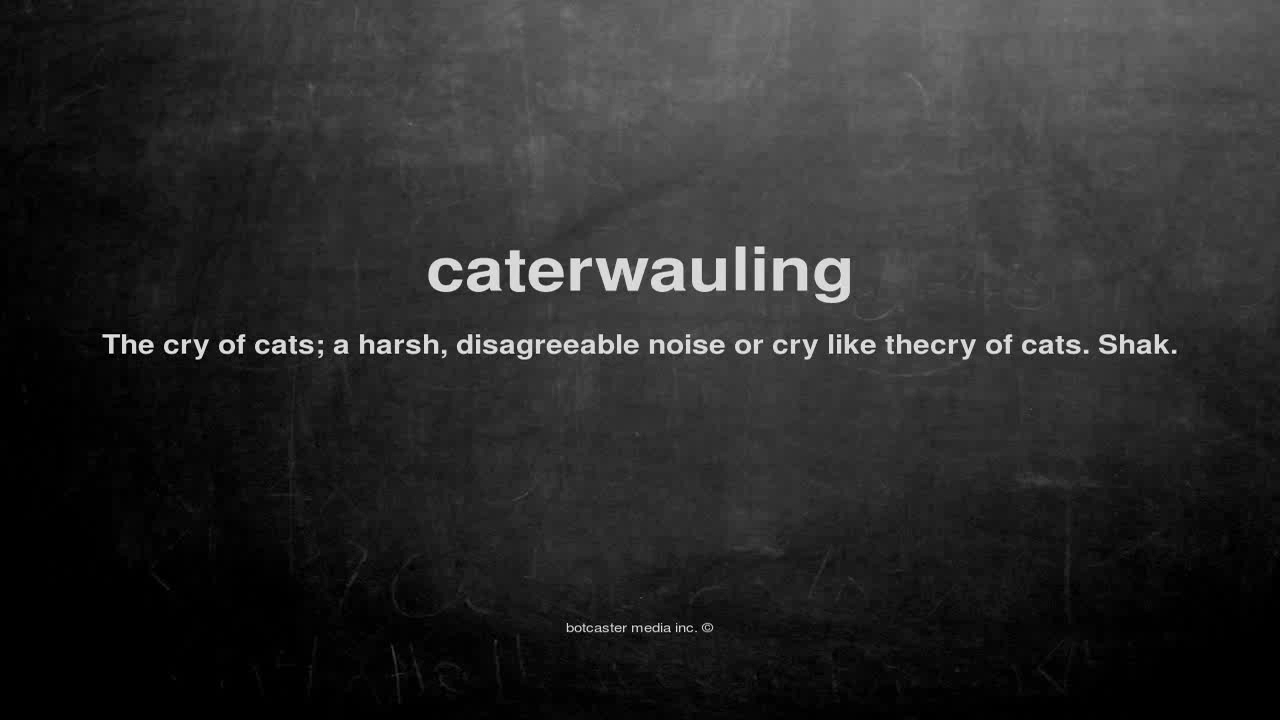 caterwauling
The cry of cats; a harsh, disagreeable noise or cry like thecry of cats. Shak.
botcaster media inc. ©